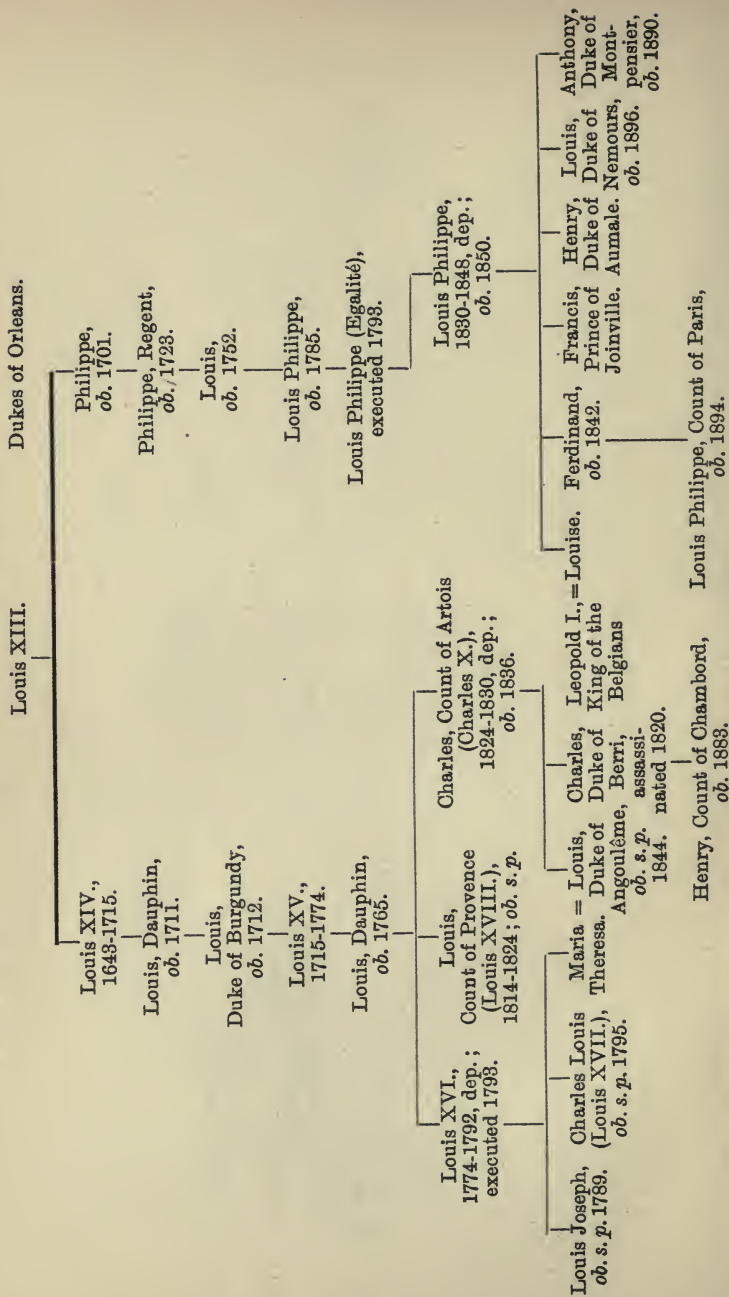 Louis XIII.
Dukes of Orleans.
Louis XIV.,
1643-1715.
Philippe,
ob. 1701.
Louis, Dauphin,
ob. 1711.
Philippe, Regent,
ob. 1723.
Louis,
Duke of Burgundy,
ob. 1712.
Louis,
ob. 1752.
Louis XV.,
1715-1774.
Louis Philippe,
ob. 1785.
Louis, Dauphin,
ob. 1765.
Louis Philippe (Egalité),
executed 1793.
Louis XVI.,
1774-1792, dep.;
executed 1793.
Louis,
Count of Provence
(Louis XVIII.),
1814-1824; ob. s. p.
Charles, Count of Artois
(Charles X.),
1824-1830, dep.;
ob. 1836.
Louis Philippe,
1830-1848, dep.;
ob. 1850.
Louis Joseph,
ob. s. p. 1789.
Charles Louis
(Louis XVII.),
ob. s. p. 1795.
Maria =
Theresa.
Louis,
Duke of
Angoulême,
ob. s. p.
1844.
Charles,
Duke of
Berri,
assassi-
nated 1820.
Leopold I.,=
King of the
Belgians
Louise.
Ferdinand,
ob. 1842.
Francis,
Prince of
Joinville.
Henry,
Duke of
Aumale.
Louis,
Duke of
Nemours,
ob. 1896.
Anthony,
Duke of
Mont-
pensier,
ob. 1890.
Henry, Count of Chambord,
ob. 1883.
Louis Philippe, Count of Paris,
ob. 1894.